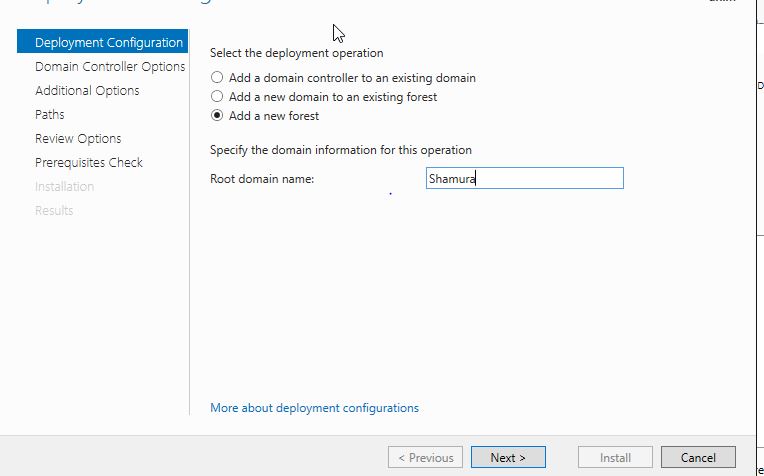 Deployment Configuration
Domain Controller Options
Additional Options
Paths
Review Options
Prerequisites Check
Installation
Results
Select the deployment operation
Add a domain controller to an existing domain
Add a new domain to an existing forest
Add a new forest
Specify the domain information for this operation
Root domain name: Shamura
More about deployment configurations
< Previous Next > Install Cancel